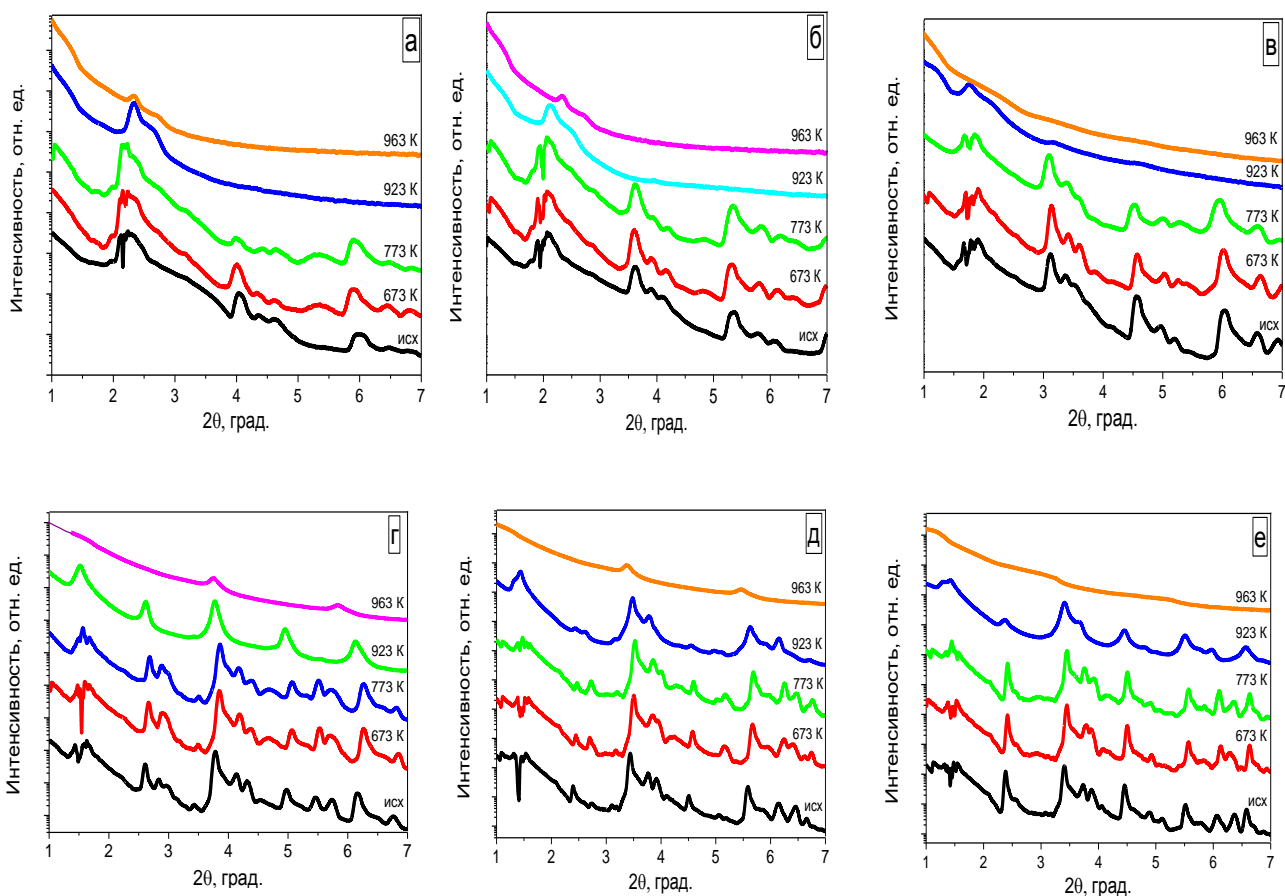 а
Интенсивность, отн. ед.
963 К
923 К
773 К
673 К
исх
1 2 3 4 5 6 7
2θ, град.
б
Интенсивность, отн. ед.
963 К
923 К
773 К
673 К
исх
1 2 3 4 5 6 7
2θ, град.
в
Интенсивность, отн. ед.
963 К
923 К
773 К
673 К
исх
1 2 3 4 5 6 7
2θ, град.
г
Интенсивность, отн. ед.
963 К
923 К
773 К
673 К
исх
1 2 3 4 5 6 7
2θ, град.
д
Интенсивность, отн. ед.
963 К
923 К
773 К
673 К
исх
1 2 3 4 5 6 7
2θ, град.
е
Интенсивность, отн. ед.
963 К
923 К
773 К
673 К
исх
1 2 3 4 5 6 7
2θ, град.